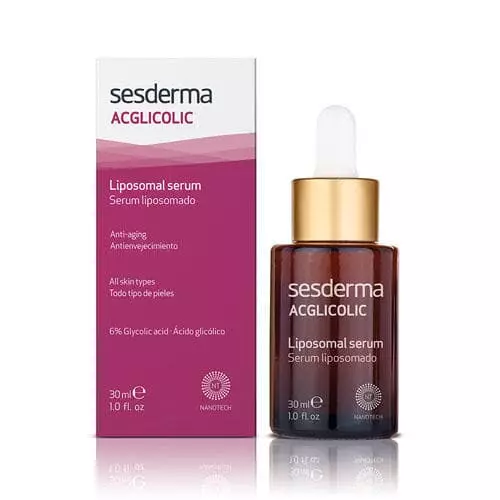 sesderma
ACGLICOLIC
Liposomal serum
Serum liposomado
Anti-aging
Antienvejecimiento
All skin types
Todo tipo de pieles
6% Glycolic acid · Ácido glicólico
30 ml e
1.0 fl. oz
NT
NANOTECH
sesderma
ACGLICOLIC
Liposomal serum
Serum liposomado
30 ml e
1.0 fl. oz
NT
NANOTECH